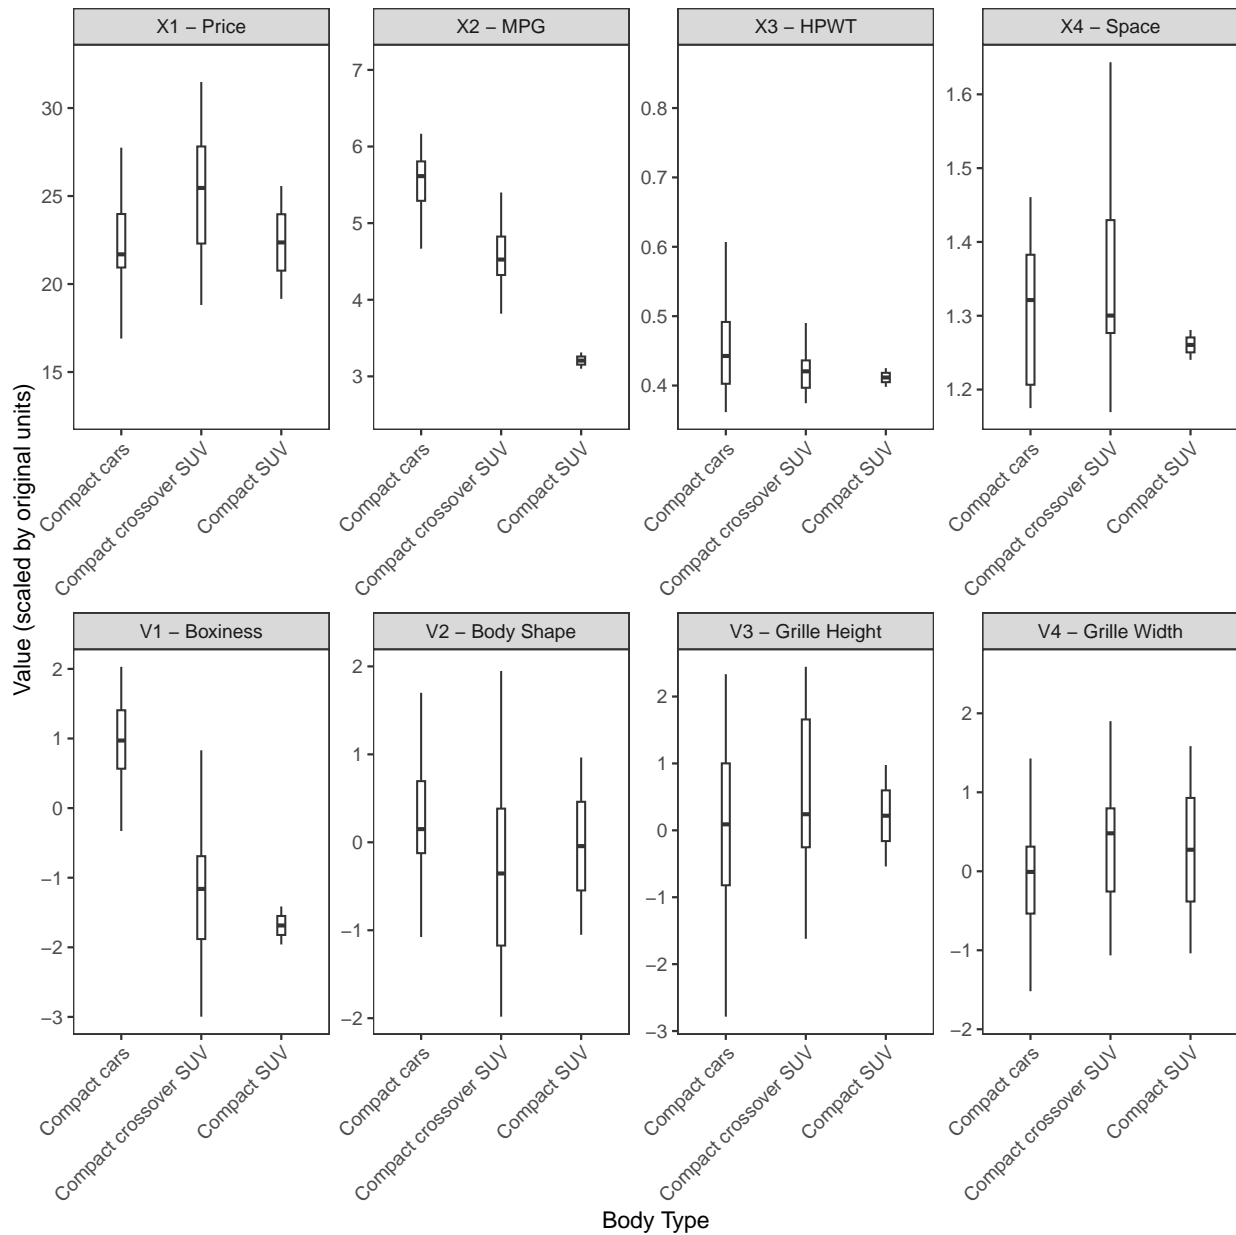 X1 – Price
X2 – MPG
X3 – HPWT
X4 – Space
30
25
20
15
7
6
5
4
3
0.8
0.7
0.6
0.5
0.4
1.6
1.5
1.4
1.3
1.2
Compact cars
Compact crossover SUV
Compact SUV
Compact cars
Compact crossover SUV
Compact SUV
Compact cars
Compact crossover SUV
Compact SUV
Compact cars
Compact crossover SUV
Compact SUV
Value (scaled by original units)
V1 – Boxiness
V2 – Body Shape
V3 – Grille Height
V4 – Grille Width
2
1
0
−1
−2
−3
2
1
0
−1
−2
2
1
0
−1
−2
−3
2
1
0
−1
−2
Compact cars
Compact crossover SUV
Compact SUV
Compact cars
Compact crossover SUV
Compact SUV
Compact cars
Compact crossover SUV
Compact SUV
Compact cars
Compact crossover SUV
Compact SUV
Body Type